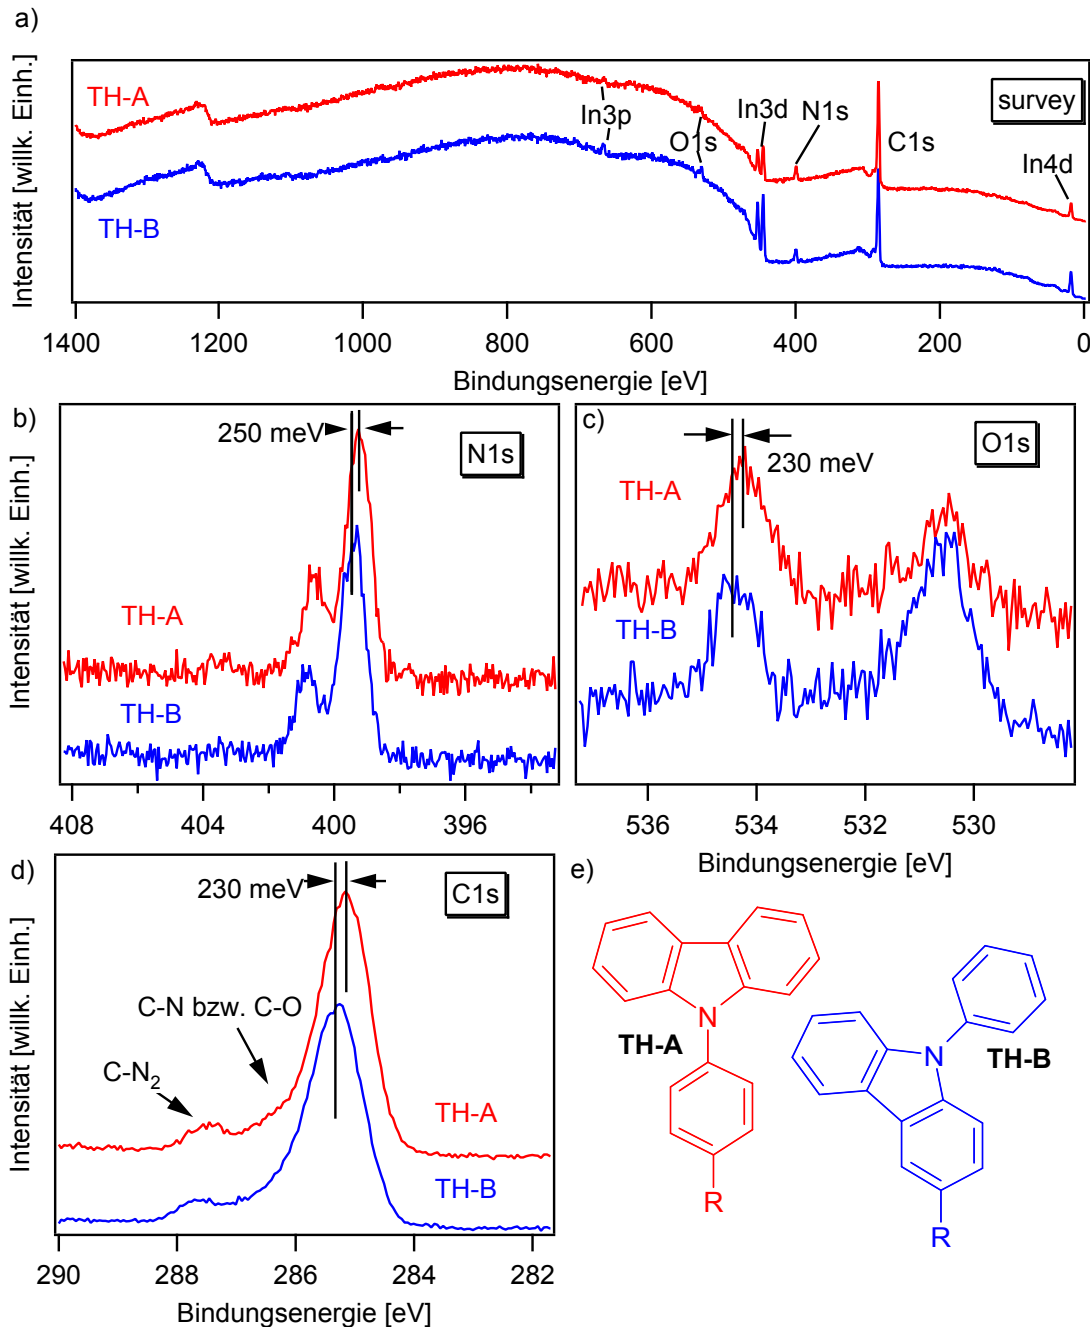 a)
Intensität [willk. Einh.]
TH-A
TH-B
In3p
O1s
In3d
N1s
C1s
survey
In4d
1400 1200 1000 800 600 400 200 0
Bindungsenergie [eV]
b)
Intensität [willk. Einh.]
250 meV
N1s
TH-A
TH-B
408 404 400 396
c)
230 meV
O1s
TH-A
TH-B
536 534 532 530
Bindungsenergie [eV]
d)
Intensität [willk. Einh.]
230 meV
C1s
C-N bzw. C-O
C-N2
TH-A
TH-B
290 288 286 284 282
Bindungsenergie [eV]
e)
N
TH-A
R
N
TH-B
R